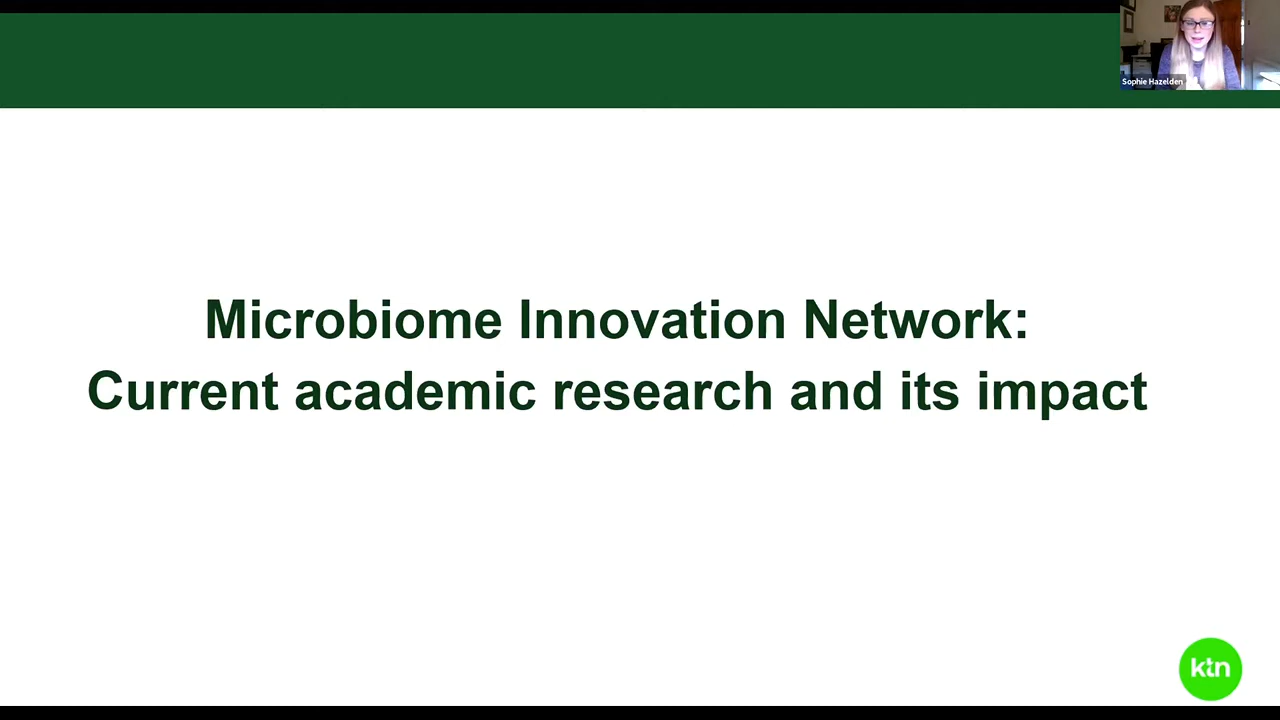 Sophie Hazelden
Microbiome Innovation Network:
Current academic research and its impact
ktn